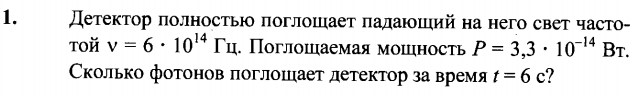 1. Детектор полностью поглощает падающий на него свет часто-
той ν = 6 · 10¹⁴ Гц. Поглощаемая мощность P = 3,3 · 10⁻¹⁴ Вт.
Сколько фотонов поглощает детектор за время t = 6 с?